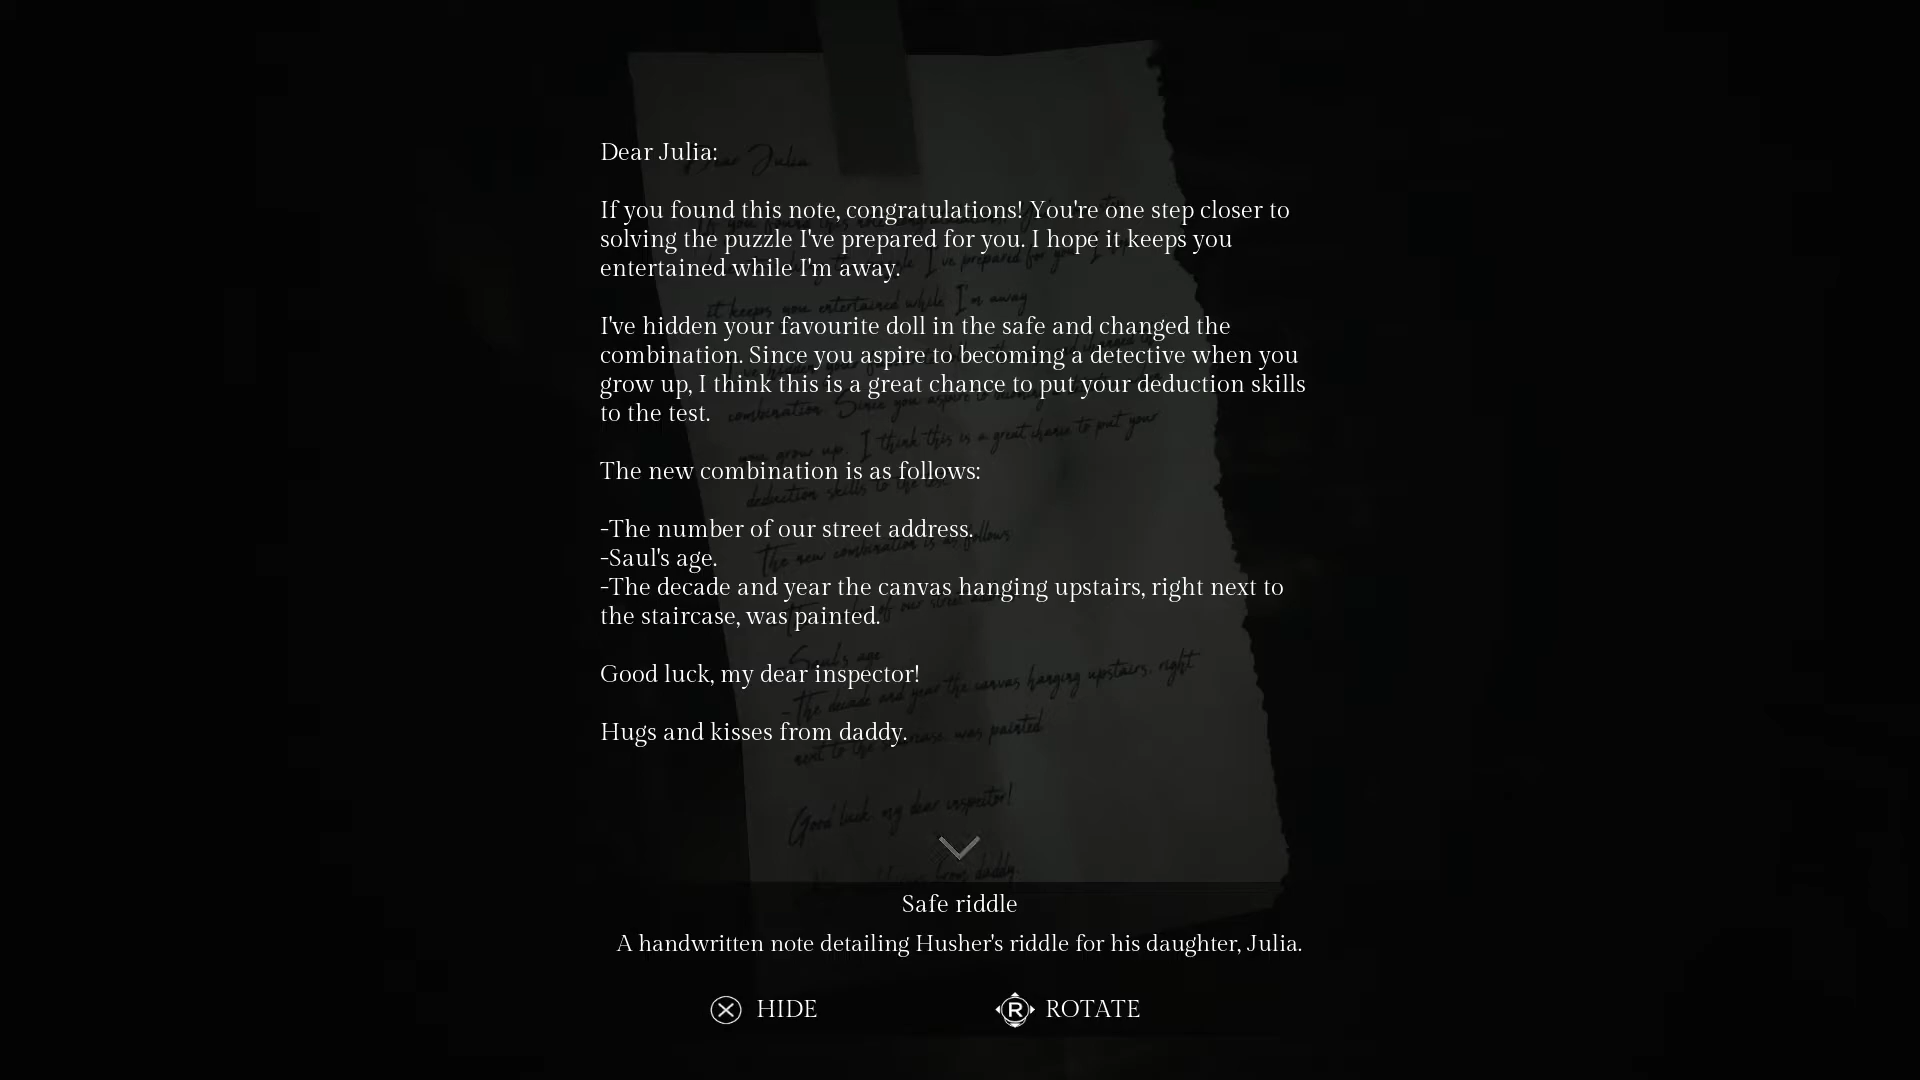 Dear Julia:
If you found this note, congratulations! You're one step closer to
solving the puzzle I've prepared for you. I hope it keeps you
entertained while I'm away.
I've hidden your favourite doll in the safe and changed the
combination. Since you aspire to becoming a detective when you
grow up, I think this is a great chance to put your deduction skills
to the test.
The new combination is as follows:
-The number of our street address.
-Saul's age.
-The decade and year the canvas hanging upstairs, right next to
the staircase, was painted.
Good luck, my dear inspector!
Hugs and kisses from daddy.
Safe riddle
A handwritten note detailing Husher's riddle for his daughter, Julia.
HIDE
R ROTATE